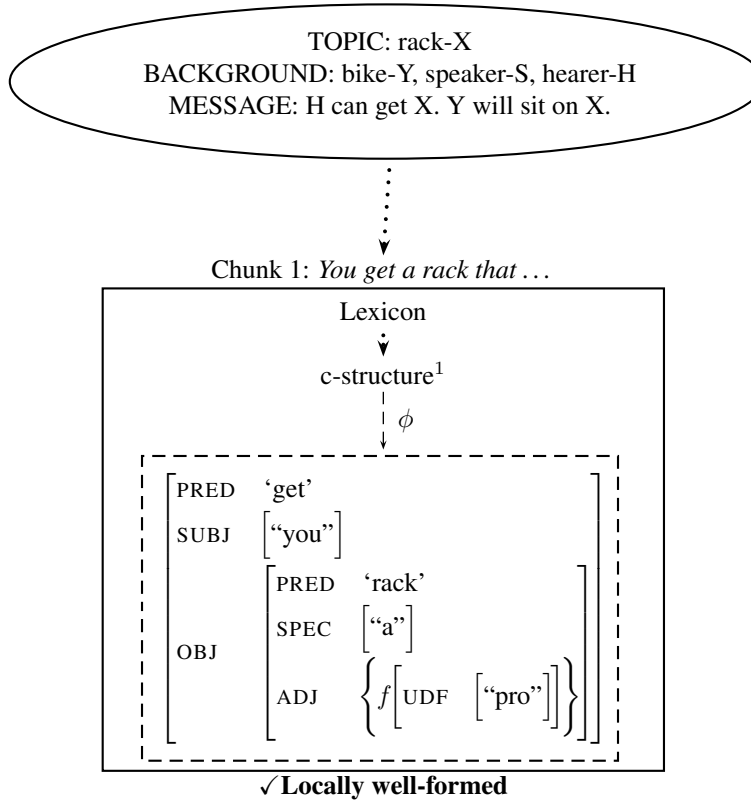 TOPIC: rack-X
BACKGROUND: bike-Y, speaker-S, hearer-H
MESSAGE: H can get X. Y will sit on X.
Chunk 1: You get a rack that …
Lexicon
c-structure¹
ϕ
PRED ‘get’
SUBJ [“you”]
PRED ‘rack’
SPEC [“a”]
OBJ
ADJ {f[UDF [“pro”]]}
✓Locally well-formed